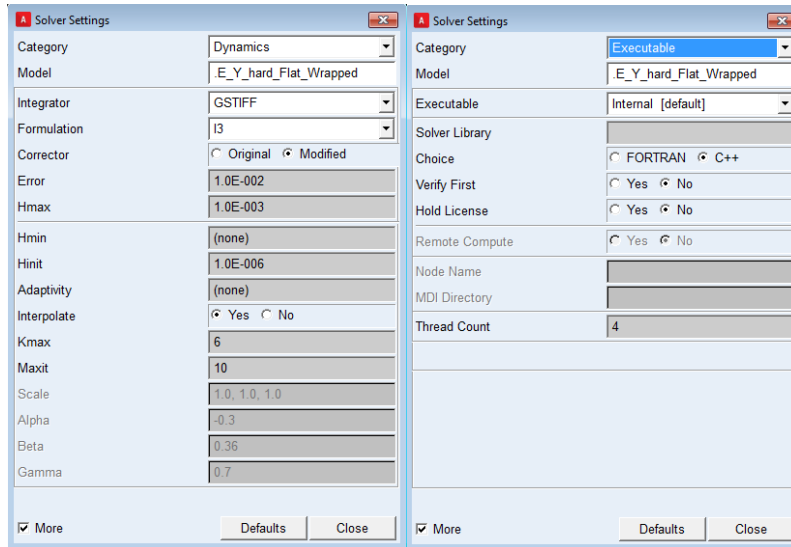 Solver Settings
Category Dynamics
Model .E_Y_hard_Flat_Wrapped
Integrator GSTIFF
Formulation I3
Corrector Original Modified
Error 1.0E-002
Hmax 1.0E-003
Hmin (none)
Hinit 1.0E-006
Adaptivity (none)
Interpolate Yes No
Kmax 6
Maxit 10
Scale 1.0, 1.0, 1.0
Alpha -0.3
Beta 0.36
Gamma 0.7
More Defaults Close
Solver Settings
Category Executable
Model .E_Y_hard_Flat_Wrapped
Executable Internal [default]
Solver Library
Choice FORTRAN C++
Verify First Yes No
Hold License Yes No
Remote Compute Yes No
Node Name
MDI Directory
Thread Count 4
More Defaults Close